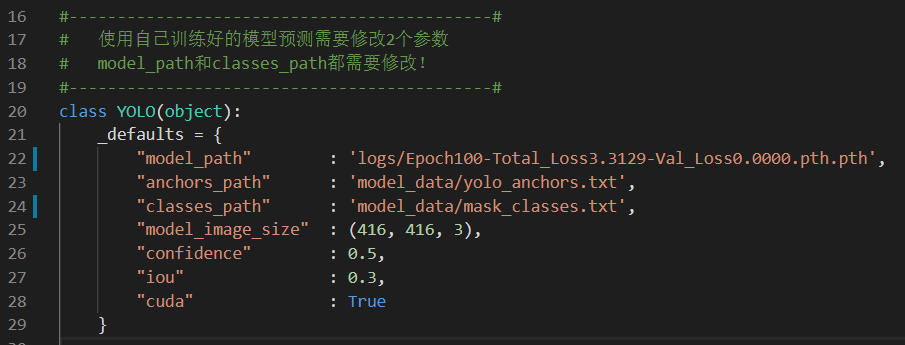 16 #-------------------------------------------#
17 #   使用自己训练好的模型预测需要修改2个参数
18 #   model_path和classes_path都需要修改！
19 #-------------------------------------------#
20 class YOLO(object):
21     _defaults = {
22         "model_path"        : 'logs/Epoch100-Total_Loss3.3129-Val_Loss0.0000.pth.pth',
23         "anchors_path"      : 'model_data/yolo_anchors.txt',
24         "classes_path"      : 'model_data/mask_classes.txt',
25         "model_image_size"  : (416, 416, 3),
26         "confidence"        : 0.5,
27         "iou"               : 0.3,
28         "cuda"              : True
29     }